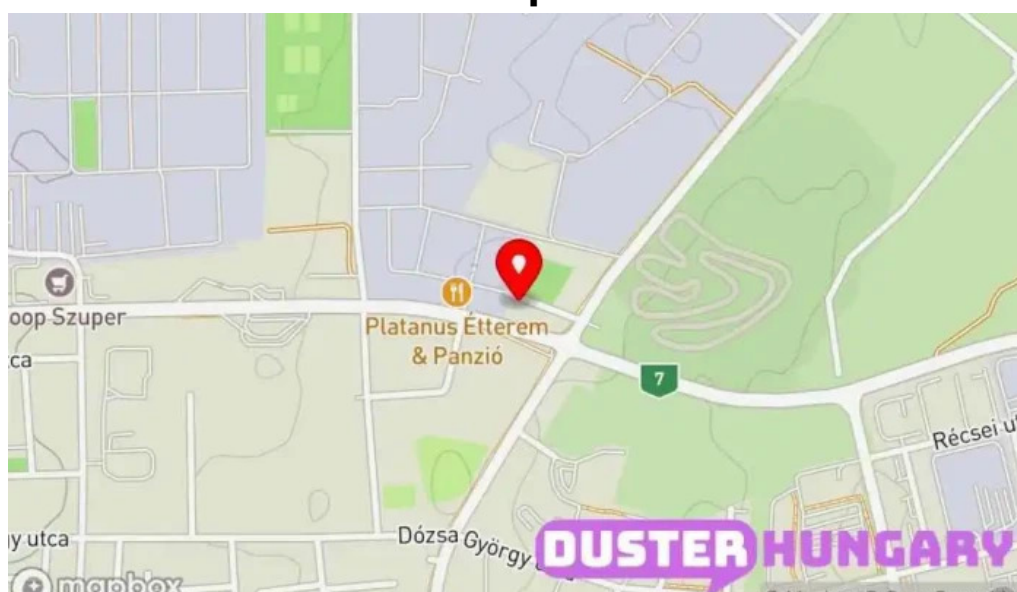 oop Szuper
Platanus Étterem
& Panzió
ca
7
Récsei u
y utca
Dózsa György
DUSTER HUNGARY
mapbox